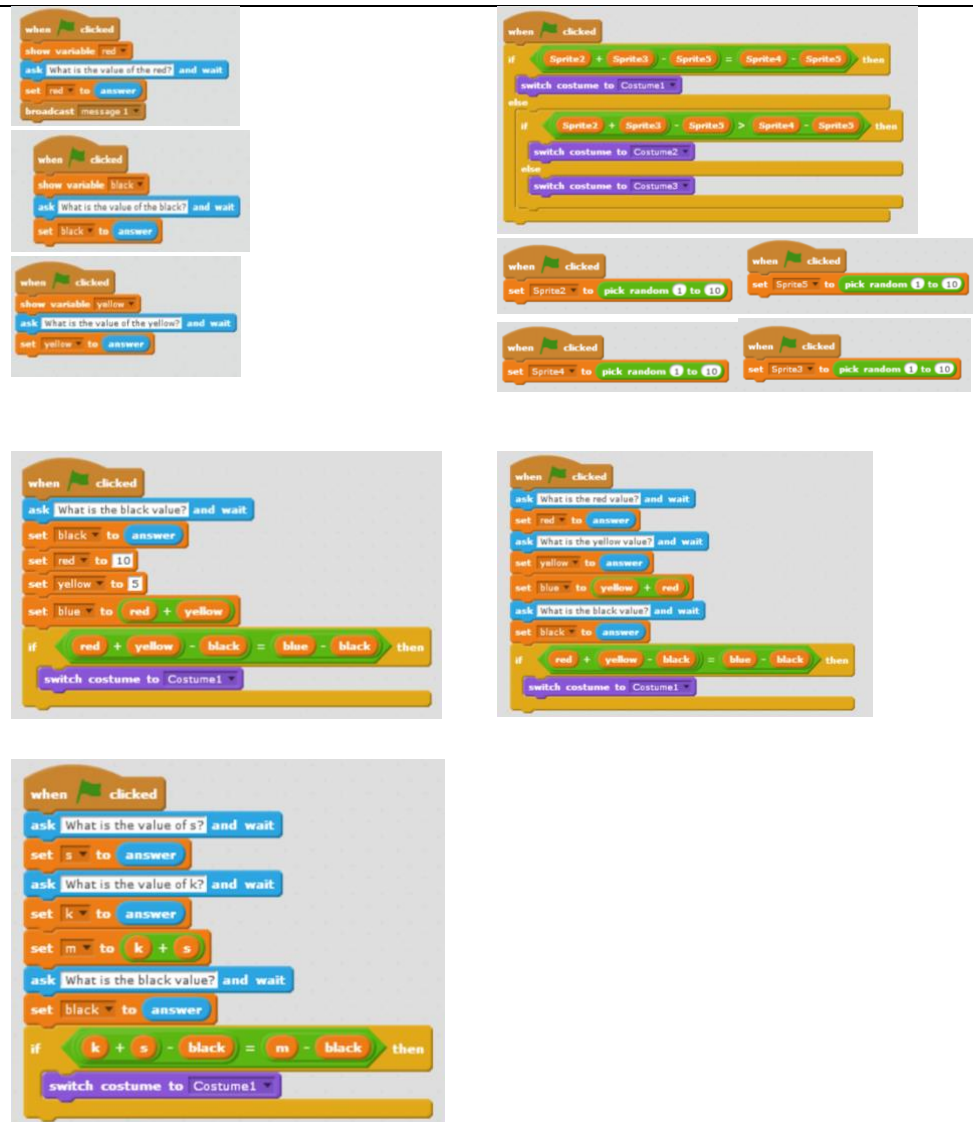 when clicked
show variable red
ask What is the value of the red? and wait
set red to answer
broadcast message 1
when clicked
show variable black
ask What is the value of the black? and wait
set black to answer
when clicked
show variable yellow
ask What is the value of the yellow? and wait
set yellow to answer
when clicked
if Sprite2 + Sprite3 - Sprite5 = Sprite4 - Sprite5 then
switch costume to Costume1
else
if Sprite2 + Sprite3 - Sprite5 > Sprite4 - Sprite5 then
switch costume to Costume2
else
switch costume to Costume3
when clicked
set Sprite2 to pick random 1 to 10
when clicked
set Sprite5 to pick random 1 to 10
when clicked
set Sprite4 to pick random 1 to 10
when clicked
set Sprite3 to pick random 1 to 10
when clicked
ask What is the black value? and wait
set black to answer
set red to 10
set yellow to 5
set blue to red + yellow
if red + yellow - black = blue - black then
switch costume to Costume1
when clicked
ask What is the red value? and wait
set red to answer
ask What is the yellow value? and wait
set yellow to answer
set blue to yellow + red
ask What is the black value? and wait
set black to answer
if red + yellow - black = blue - black then
switch costume to Costume1
when clicked
ask What is the value of s? and wait
set s to answer
ask What is the value of k? and wait
set k to answer
set m to k + s
ask What is the black value? and wait
set black to answer
if k + s - black = m - black then
switch costume to Costume1